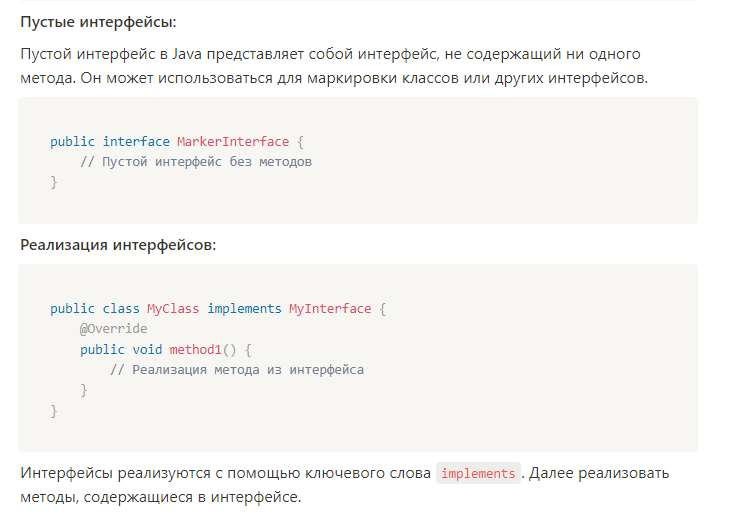 Пустые интерфейсы:
Пустой интерфейс в Java представляет собой интерфейс, не содержащий ни одного
метода. Он может использоваться для маркировки классов или других интерфейсов.
public interface MarkerInterface {
    // Пустой интерфейс без методов
}
Реализация интерфейсов:
public class MyClass implements MyInterface {
    @Override
    public void method1() {
        // Реализация метода из интерфейса
    }
}
Интерфейсы реализуются с помощью ключевого слова implements. Далее реализовать
методы, содержащиеся в интерфейсе.